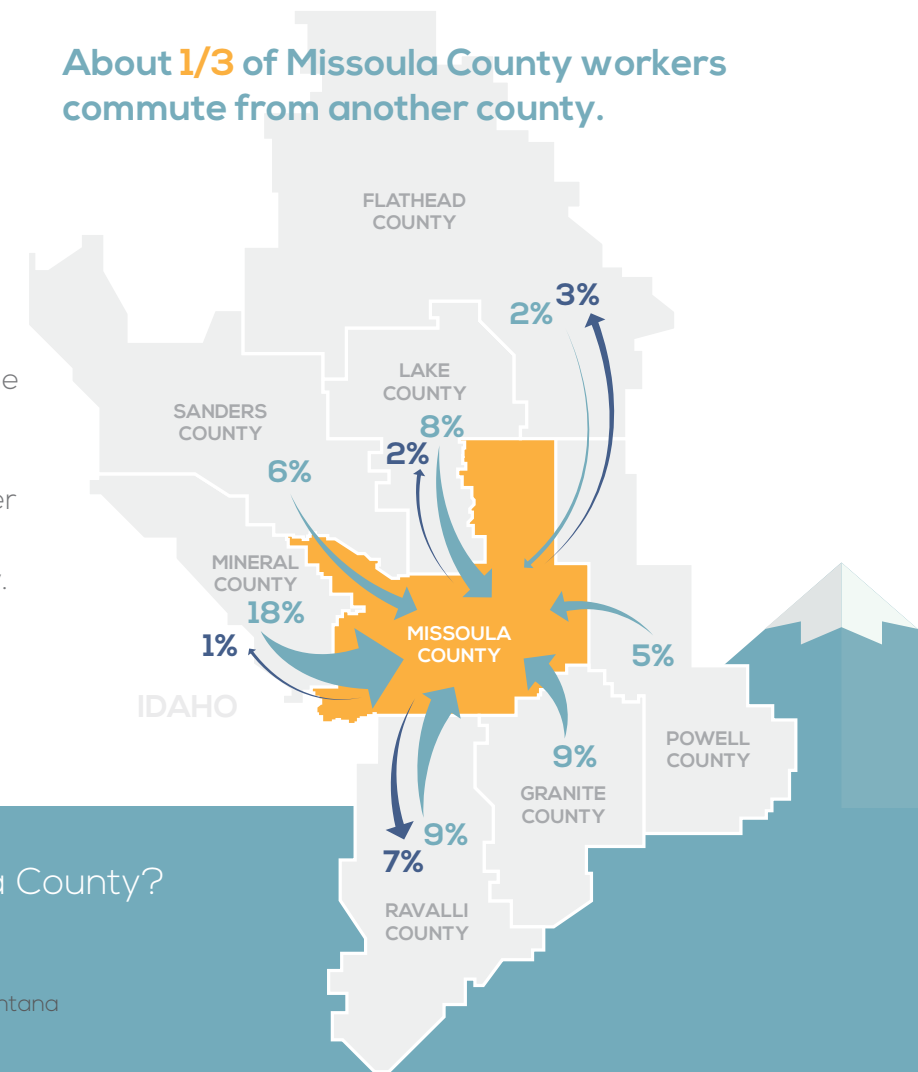 About 1/3 of Missoula County workers
commute from another county.
FLATHEAD
COUNTY
2%
3%
e
LAKE
COUNTY
SANDERS
COUNTY
8%
2%
6%
er
MINERAL
COUNTY
.
18%
1%
MISSOULA
COUNTY
5%
IDAHO
POWELL
COUNTY
9%
GRANITE
COUNTY
9%
7%
a County?
RAVALLI
COUNTY
ntana